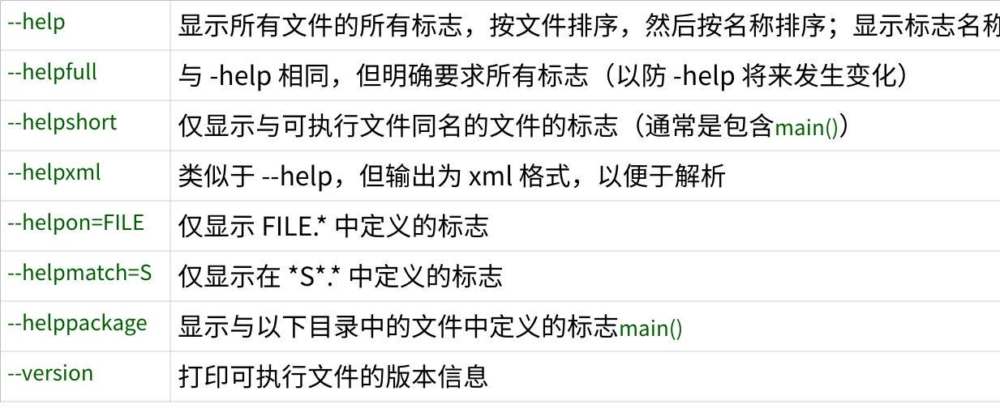 --help 显示所有文件的所有标志，按文件排序，然后按名称排序；显示标志名称
--helpfull 与 -help 相同，但明确要求所有标志（以防 -help 将来发生变化）
--helpshort 仅显示与可执行文件同名的文件的标志（通常是包含main()）
--helpxml 类似于 --help，但输出为 xml 格式，以便于解析
--helpon=FILE 仅显示 FILE.* 中定义的标志
--helpmatch=S 仅显示在 *S*.* 中定义的标志
--helppackage 显示与以下目录中的文件中定义的标志main()
--version 打印可执行文件的版本信息